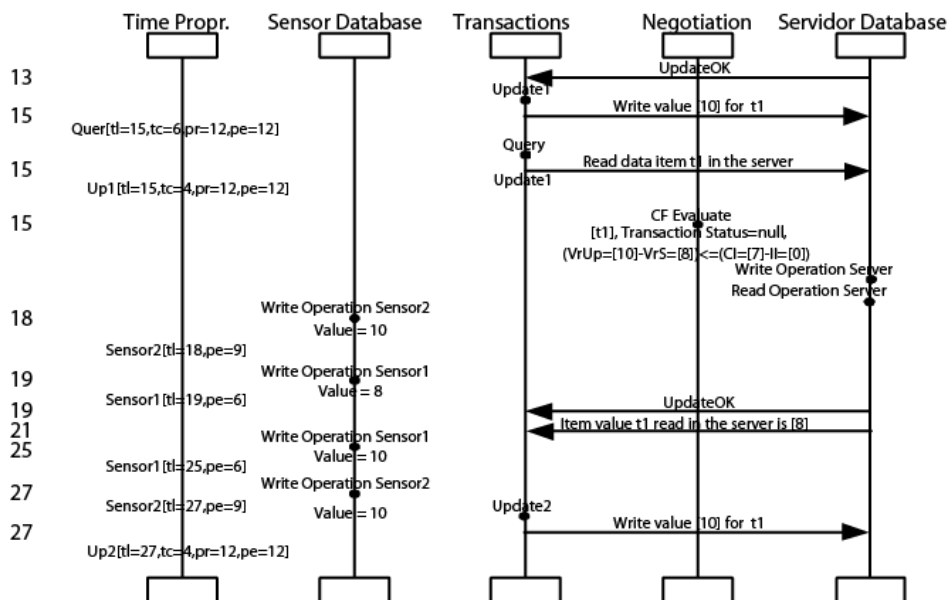 Time Propr. Sensor Database Transactions Negotiation Servidor Database
13
UpdateOK
Update1
15
Write value [10] for t1
Quer[tl=15,tc=6,pr=12,pe=12]
Query
15
Read data item t1 in the server
Update1
Up1[tl=15,tc=4,pr=12,pe=12]
15
CF Evaluate
[t1], Transaction Status=null,
(VrUp=[10]-VrS=[8])<=(CI=[7]-II=[0])
Write Operation Server
Read Operation Server
Write Operation Sensor2
18
Value = 10
Sensor2[tl=18,pe=9]
Write Operation Sensor1
19
Value = 8
Sensor1[tl=19,pe=6]
UpdateOK
19
Item value t1 read in the server is [8]
21
Write Operation Sensor1
25
Value = 10
Sensor1[tl=25,pe=6]
Write Operation Sensor2
27
Sensor2[tl=27,pe=9]
Value = 10
Update2
Write value [10] for t1
27
Up2[tl=27,tc=4,pr=12,pe=12]